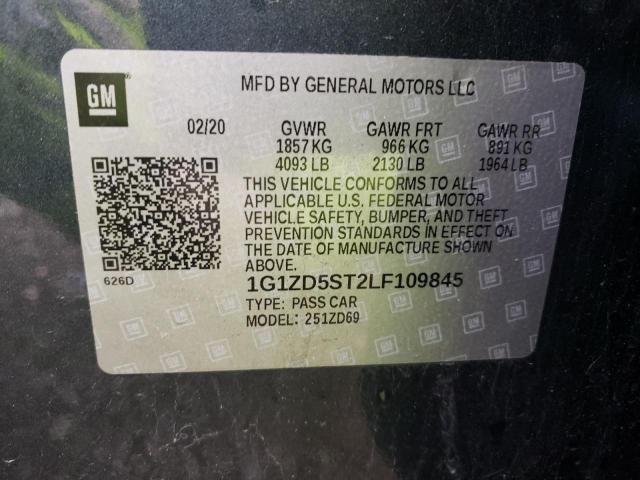 GM
MFD BY GENERAL MOTORS LLC
02/20 GVWR GAWR FRT GAWR RR
1857 KG 966 KG 891 KG
4093 LB 2130 LB 1964 LB
THIS VEHICLE CONFORMS TO ALL
APPLICABLE U.S. FEDERAL MOTOR
VEHICLE SAFETY, BUMPER, AND THEFT
PREVENTION STANDARDS IN EFFECT ON
THE DATE OF MANUFACTURE SHOWN
ABOVE.
626D
1G1ZD5ST2LF109845
TYPE: PASS CAR
MODEL: 251ZD69